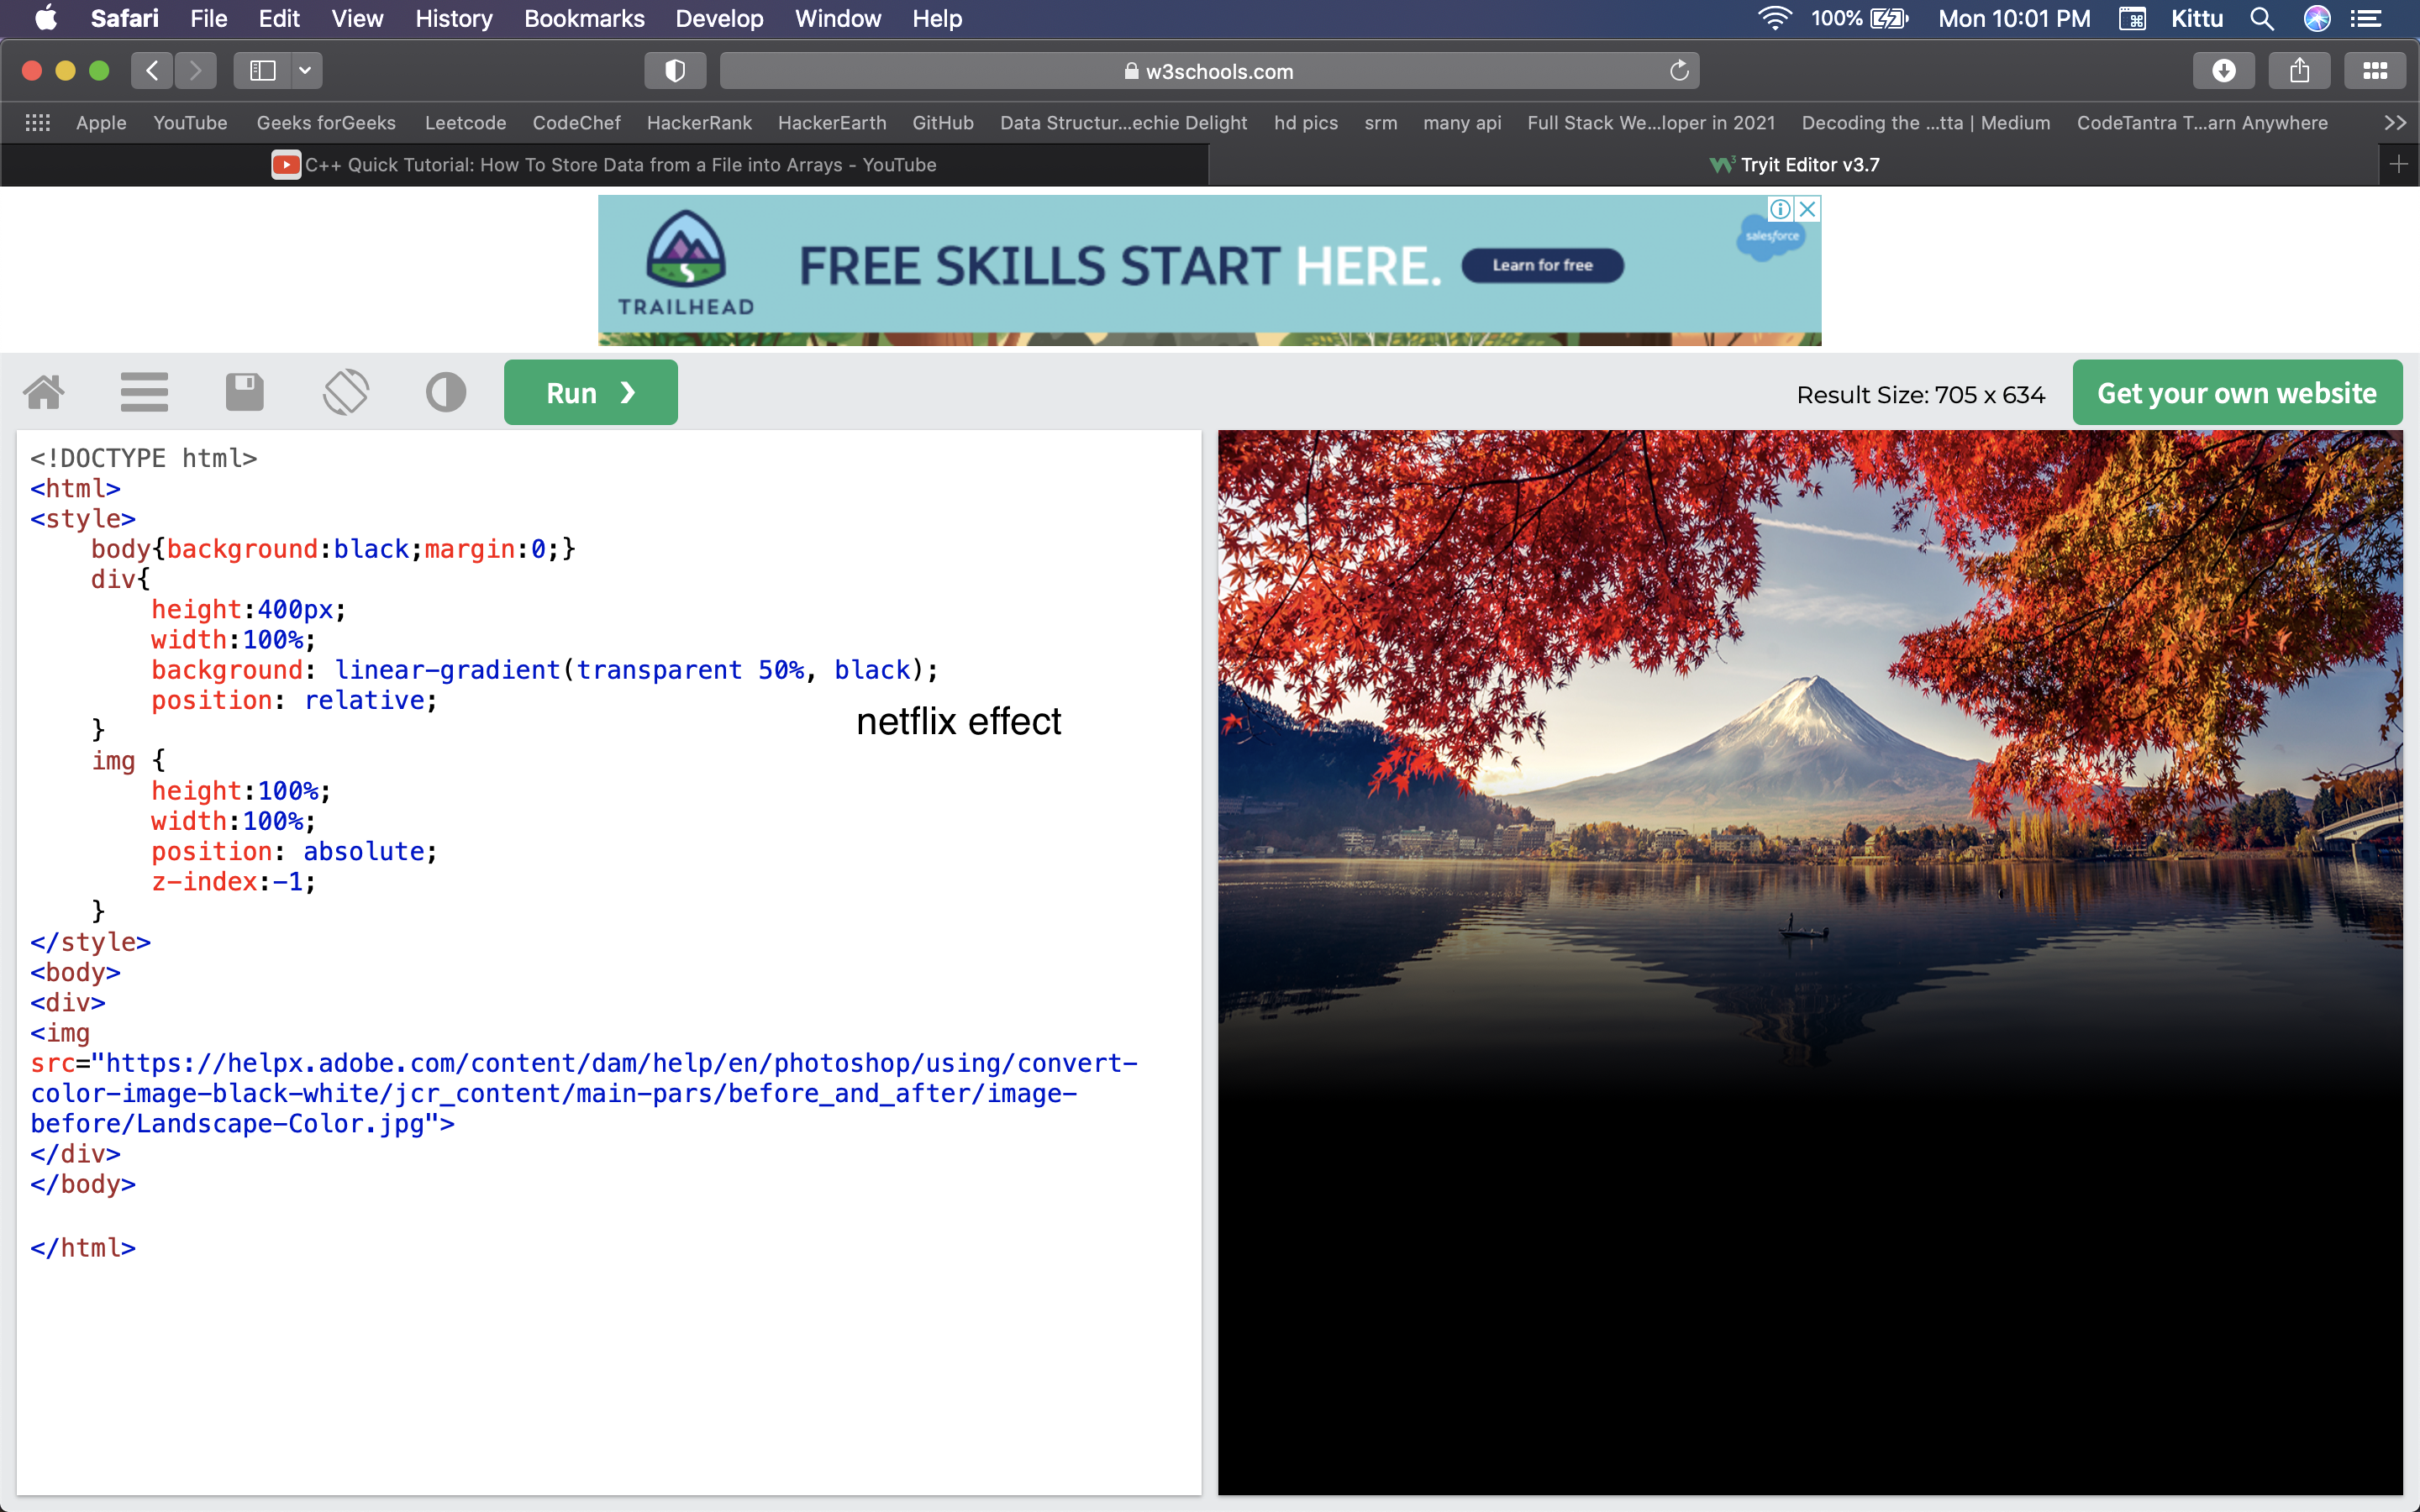 Safari File Edit View History Bookmarks Develop Window Help 100% Mon 10:01 PM Kittu
w3schools.com
Apple YouTube Geeks forGeeks Leetcode CodeChef HackerRank HackerEarth GitHub Data Structur...echie Delight hd pics srm many api Full Stack We...loper in 2021 Decoding the ...tta | Medium CodeTantra T...arn Anywhere >>
C++ Quick Tutorial: How To Store Data from a File into Arrays - YouTube
Tryit Editor v3.7
TRAILHEAD
FREE SKILLS START HERE.
Learn for free
salesforce
Run ❯
Result Size: 705 x 634
Get your own website
<!DOCTYPE html>
<html>
<style>
    body{background:black;margin:0;}
    div{
        height:400px;
        width:100%;
        background: linear-gradient(transparent 50%, black);
        position: relative;
    }
netflix effect
    img {
        height:100%;
        width:100%;
        position: absolute;
        z-index:-1;
    }
</style>
<body>
<div>
<img
src="https://helpx.adobe.com/content/dam/help/en/photoshop/using/convert-
color-image-black-white/jcr_content/main-pars/before_and_after/image-
before/Landscape-Color.jpg">
</div>
</body>
</html>